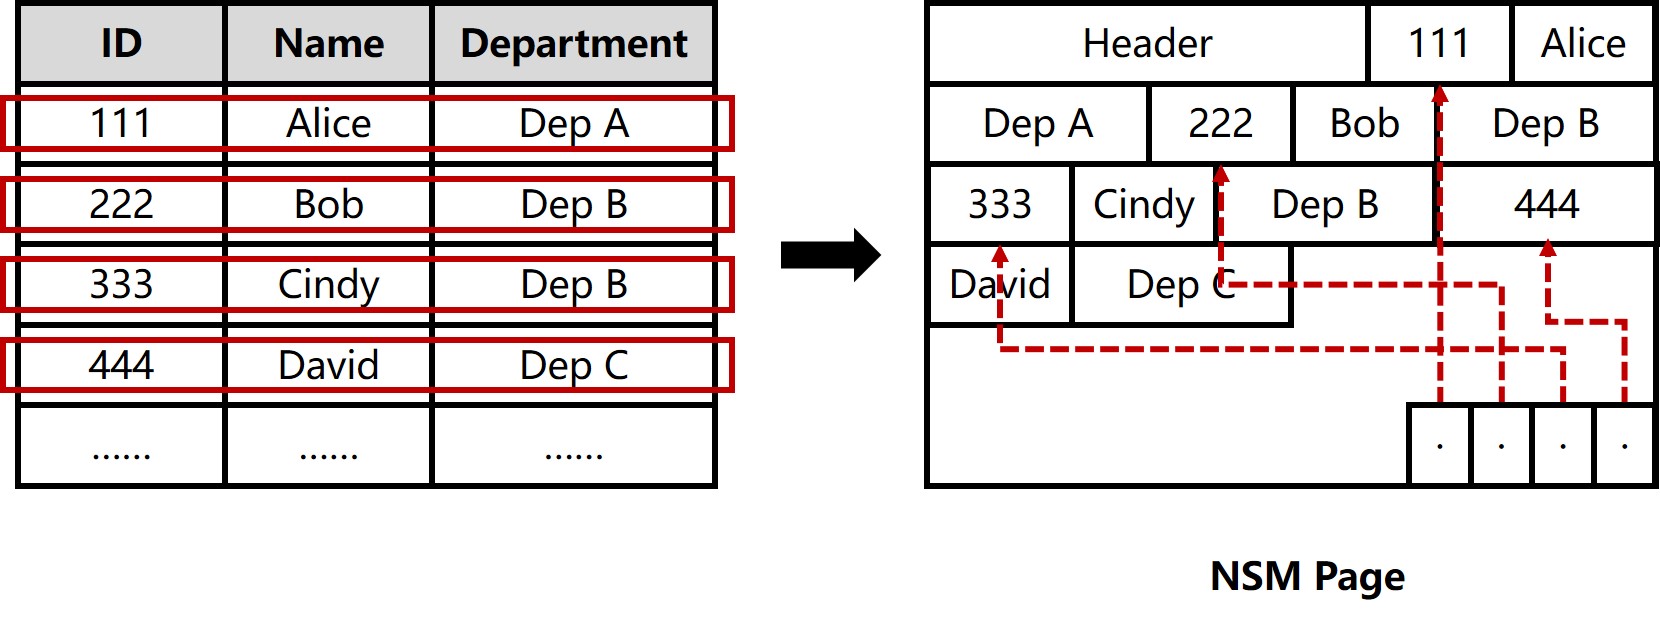 ID Name Department
111 Alice Dep A
222 Bob Dep B
333 Cindy Dep B
444 David Dep C
...... ...... ......
Header 111 Alice
Dep A 222 Bob Dep B
333 Cindy Dep B 444
David Dep C
. . . .
NSM Page